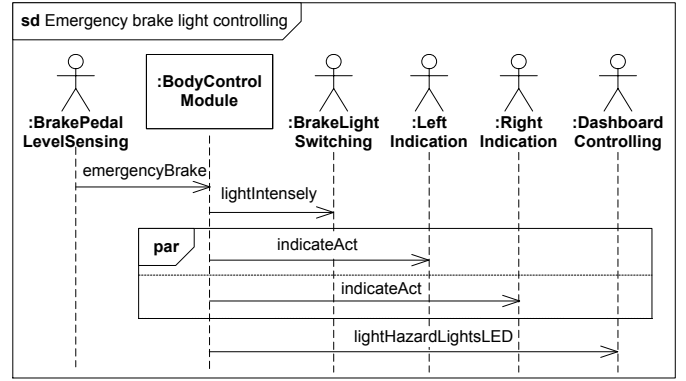 sd Emergency brake light controlling
:BrakePedal
LevelSensing
:BodyControl
Module
:BrakeLight
Switching
:Left
Indication
:Right
Indication
:Dashboard
Controlling
emergencyBrake
lightIntensely
par
indicateAct
indicateAct
lightHazardLightsLED